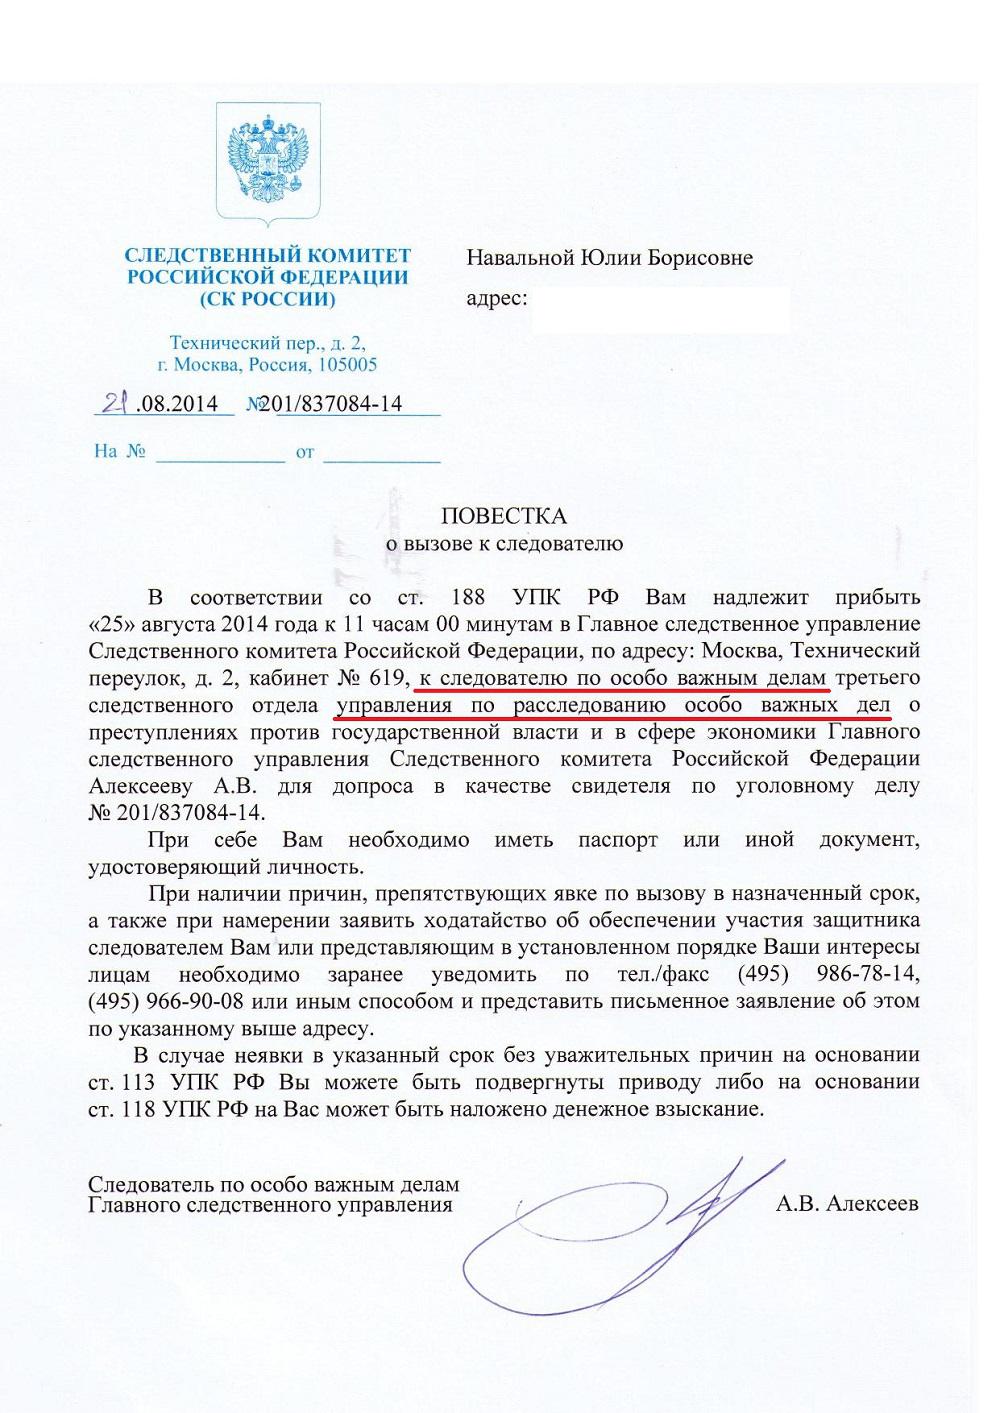 СЛЕДСТВЕННЫЙ КОМИТЕТ
РОССИЙСКОЙ ФЕДЕРАЦИИ
(СК РОССИИ)
Технический пер., д. 2,
г. Москва, Россия, 105005
21.08.2014 №201/837084-14
На № ____________ от ____________
Навальной Юлии Борисовне
адрес:
ПОВЕСТКА
о вызове к следователю
В соответствии со ст. 188 УПК РФ Вам надлежит прибыть
«25» августа 2014 года к 11 часам 00 минутам в Главное следственное управление
Следственного комитета Российской Федерации, по адресу: Москва, Технический
переулок, д. 2, кабинет № 619, к следователю по особо важным делам третьего
следственного отдела управления по расследованию особо важных дел о
преступлениях против государственной власти и в сфере экономики Главного
следственного управления Следственного комитета Российской Федерации
Алексееву А.В. для допроса в качестве свидетеля по уголовному делу
№ 201/837084-14.
При себе Вам необходимо иметь паспорт или иной документ,
удостоверяющий личность.
При наличии причин, препятствующих явке по вызову в назначенный срок,
а также при намерении заявить ходатайство об обеспечении участия защитника
следователем Вам или представляющим в установленном порядке Ваши интересы
лицам необходимо заранее уведомить по тел./факс (495) 986-78-14,
(495) 966-90-08 или иным способом и представить письменное заявление об этом
по указанному выше адресу.
В случае неявки в указанный срок без уважительных причин на основании
ст. 113 УПК РФ Вы можете быть подвергнуты приводу либо на основании
ст. 118 УПК РФ на Вас может быть наложено денежное взыскание.
Следователь по особо важным делам
Главного следственного управления
А.В. Алексеев